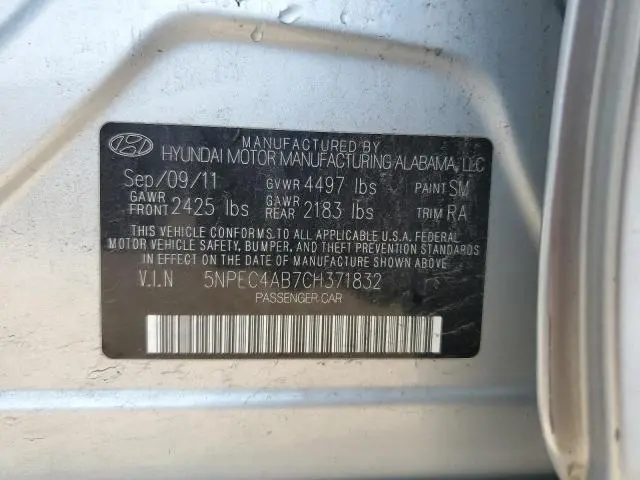 MANUFACTURED BY
HYUNDAI MOTOR MANUFACTURING ALABAMA, LLC
Sep/09/11 GVWR 4497 lbs PAINT SM
GAWR FRONT 2425 lbs GAWR REAR 2183 lbs TRIM RA
THIS VEHICLE CONFORMS TO ALL APPLICABLE U.S.A. FEDERAL
MOTOR VEHICLE SAFETY, BUMPER, AND THEFT PREVENTION STANDARDS
IN EFFECT ON THE DATE OF MANUFACTURE SHOWN ABOVE.
V.I.N 5NPEC4AB7CH371832
PASSENGER CAR